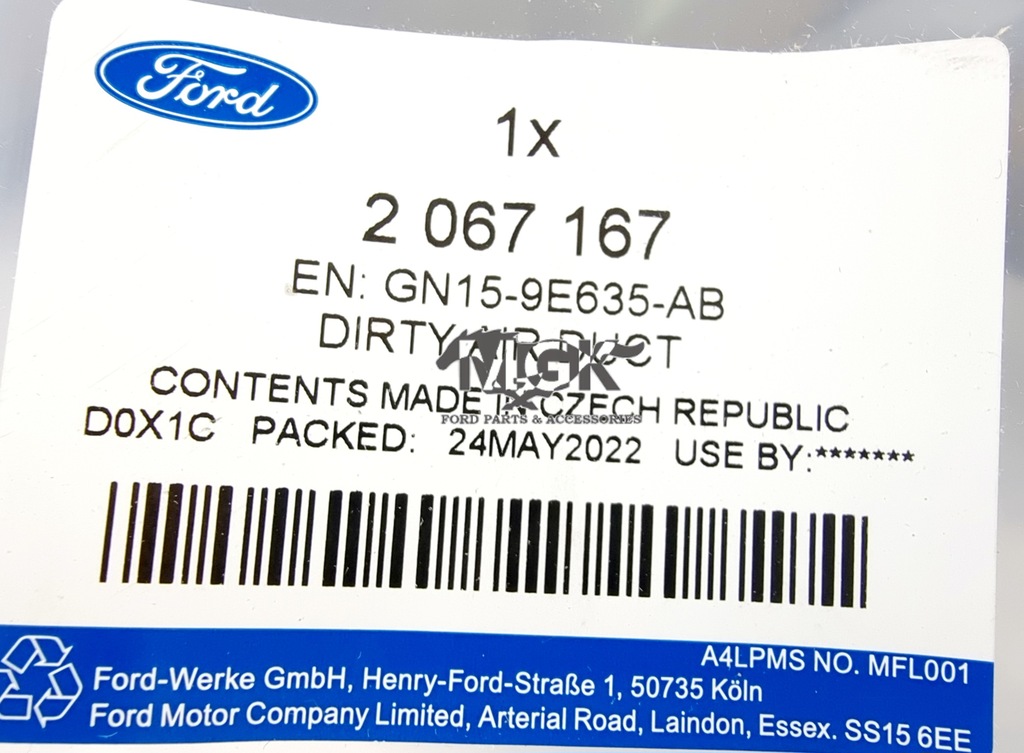 Ford
1x
2 067 167
EN: GN15-9E635-AB
DIRTY AIR DUCT
MGK
FORD PARTS & ACCESSORIES
CONTENTS MADE IN CZECH REPUBLIC
D0X1C PACKED: 24MAY2022 USE BY:*******
A4LPMS NO. MFL001
Ford-Werke GmbH, Henry-Ford-Straße 1, 50735 Köln
Ford Motor Company Limited, Arterial Road, Laindon, Essex. SS15 6EE